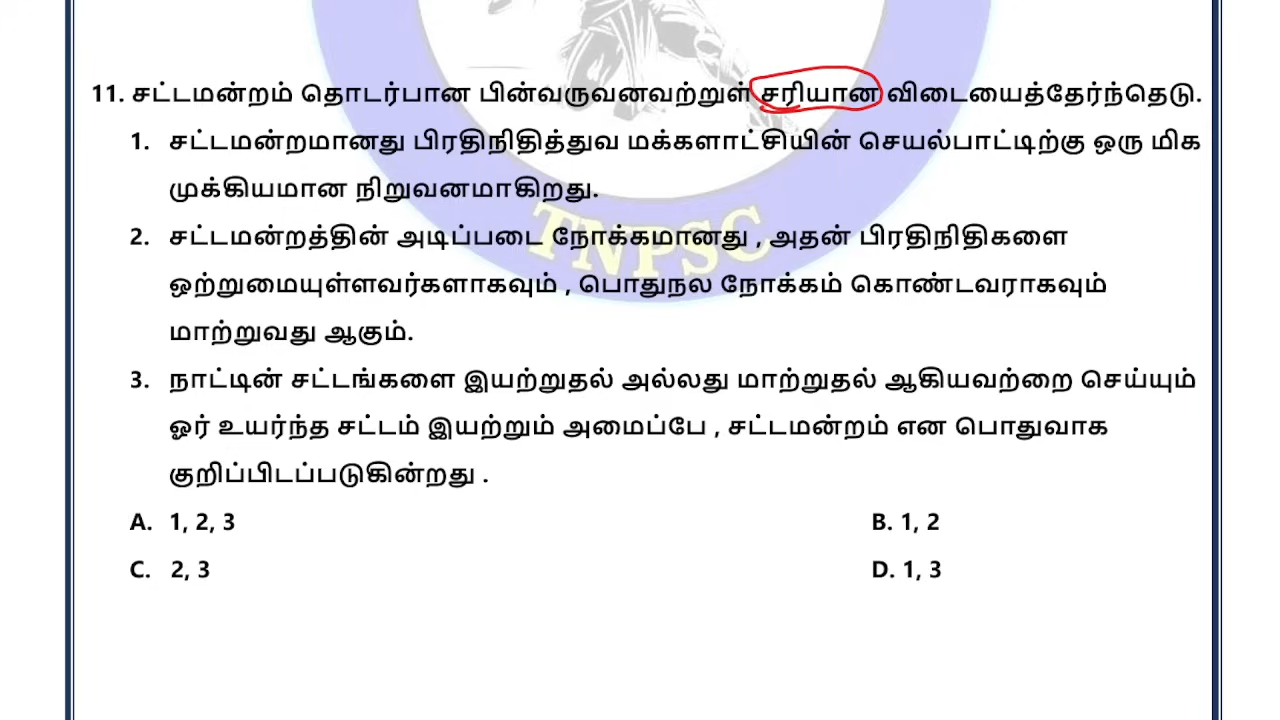 11. சட்டமன்றம் தொடர்பான பின்வருவனவற்றுள் சரியான விடையைத்தேர்ந்தெடு.
1. சட்டமன்றமானது பிரதிநிதித்துவ மக்களாட்சியின் செயல்பாட்டிற்கு ஒரு மிக
முக்கியமான நிறுவனமாகிறது.
2. சட்டமன்றத்தின் அடிப்படை நோக்கமானது , அதன் பிரதிநிதிகளை
TNPSC
ஒற்றுமையுள்ளவர்களாகவும் , பொதுநல நோக்கம் கொண்டவராகவும்
மாற்றுவது ஆகும்.
3. நாட்டின் சட்டங்களை இயற்றுதல் அல்லது மாற்றுதல் ஆகியவற்றை செய்யும்
ஓர் உயர்ந்த சட்டம் இயற்றும் அமைப்பே , சட்டமன்றம் என பொதுவாக
குறிப்பிடப்படுகின்றது .
A. 1, 2, 3 B. 1, 2
C. 2, 3 D. 1, 3